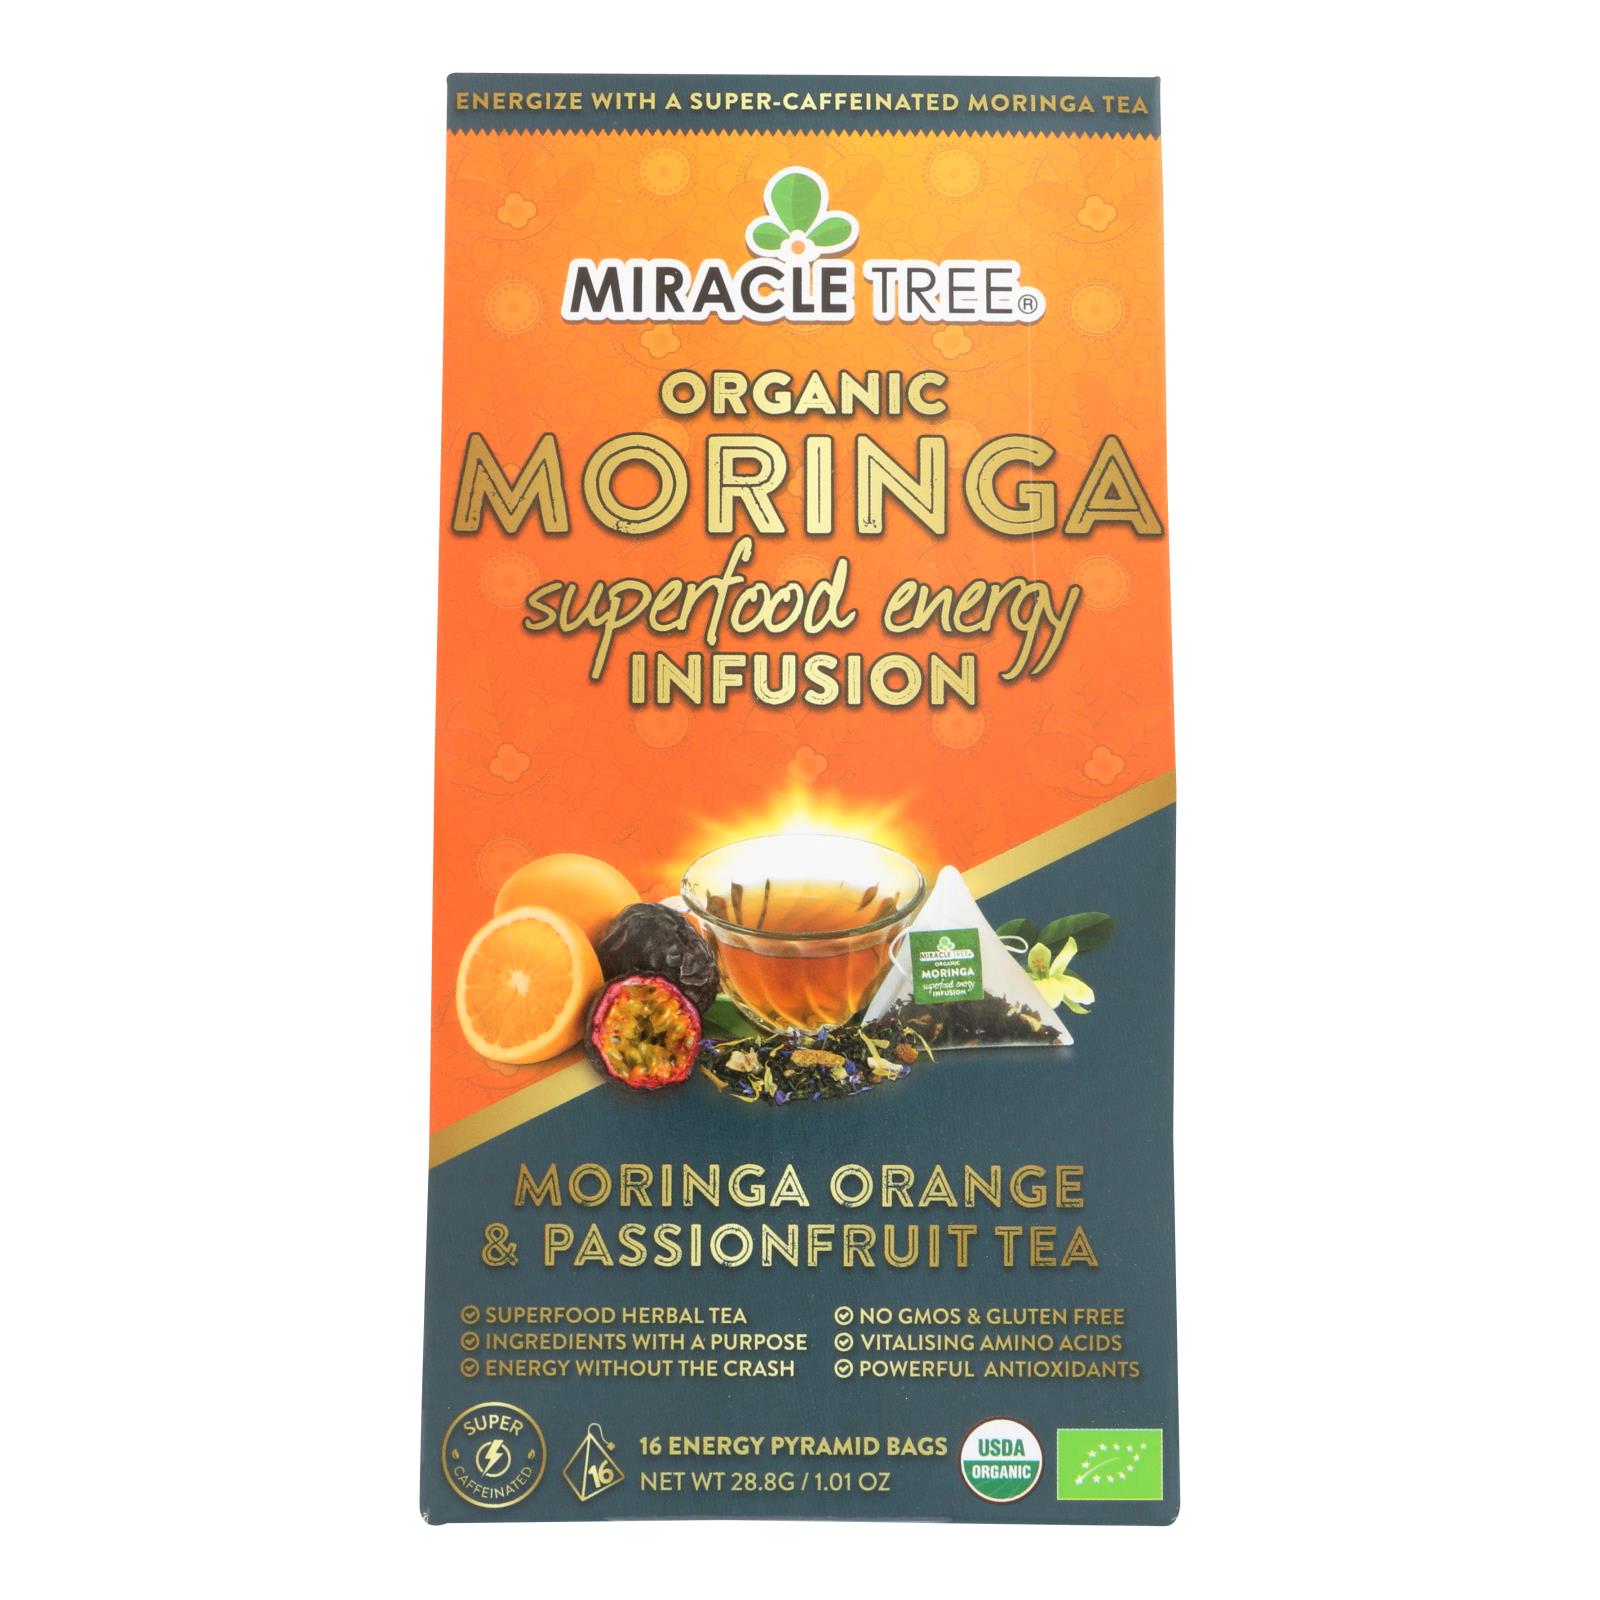 ENERGIZE WITH A SUPER-CAFFEINATED MORINGA TEA
MIRACLE TREE®
ORGANIC
MORINGA
superfood energy
INFUSION
MIRACLE TREE
ORGANIC
MORINGA
superfood energy
INFUSION
MORINGA ORANGE
& PASSIONFRUIT TEA
SUPERFOOD HERBAL TEA
INGREDIENTS WITH A PURPOSE
ENERGY WITHOUT THE CRASH
NO GMOS & GLUTEN FREE
VITALISING AMINO ACIDS
POWERFUL ANTIOXIDANTS
SUPER
CAFFEINATED
16
16 ENERGY PYRAMID BAGS
NET WT 28.8G / 1.01 OZ
USDA
ORGANIC